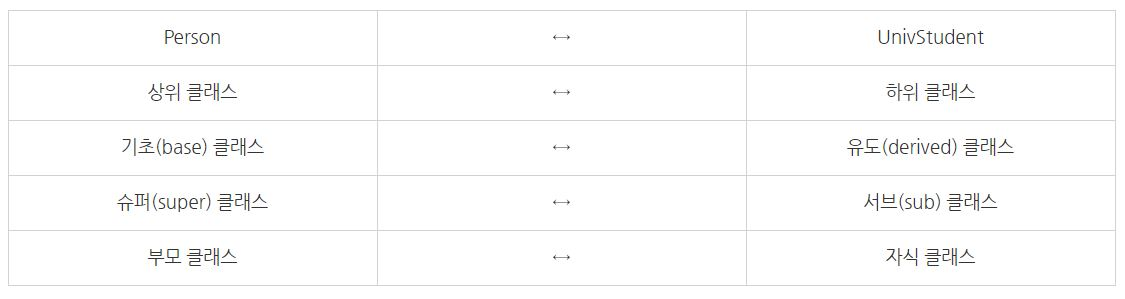 Person ↔ UnivStudent
상위 클래스 ↔ 하위 클래스
기초(base) 클래스 ↔ 유도(derived) 클래스
슈퍼(super) 클래스 ↔ 서브(sub) 클래스
부모 클래스 ↔ 자식 클래스